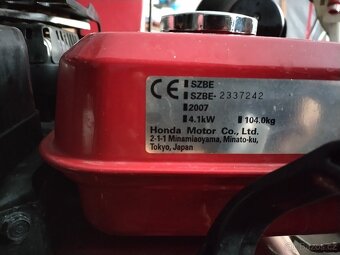 CE SZBE
SZBE-2337242
2007
4.1kW 104.0kg
Honda Motor Co., Ltd.
2-1-1 Minamiaoyama, Minato-ku,
Tokyo, Japan